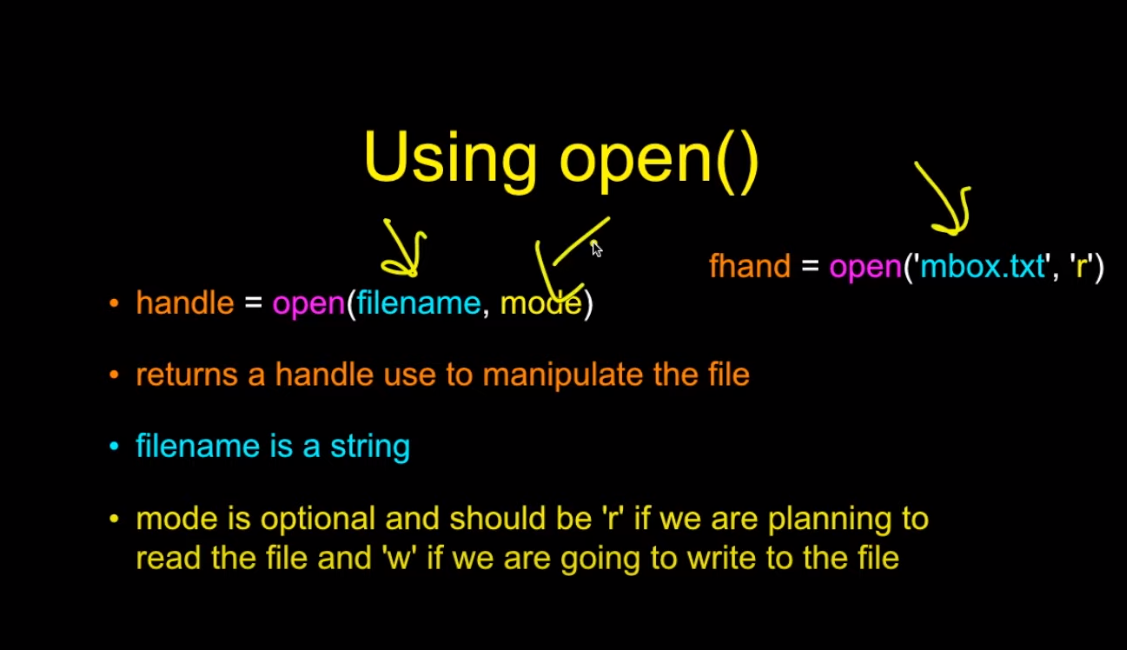 Using open()
fhand = open('mbox.txt', 'r')
• handle = open(filename, mode)
• returns a handle use to manipulate the file
• filename is a string
• mode is optional and should be 'r' if we are planning to
read the file and 'w' if we are going to write to the file